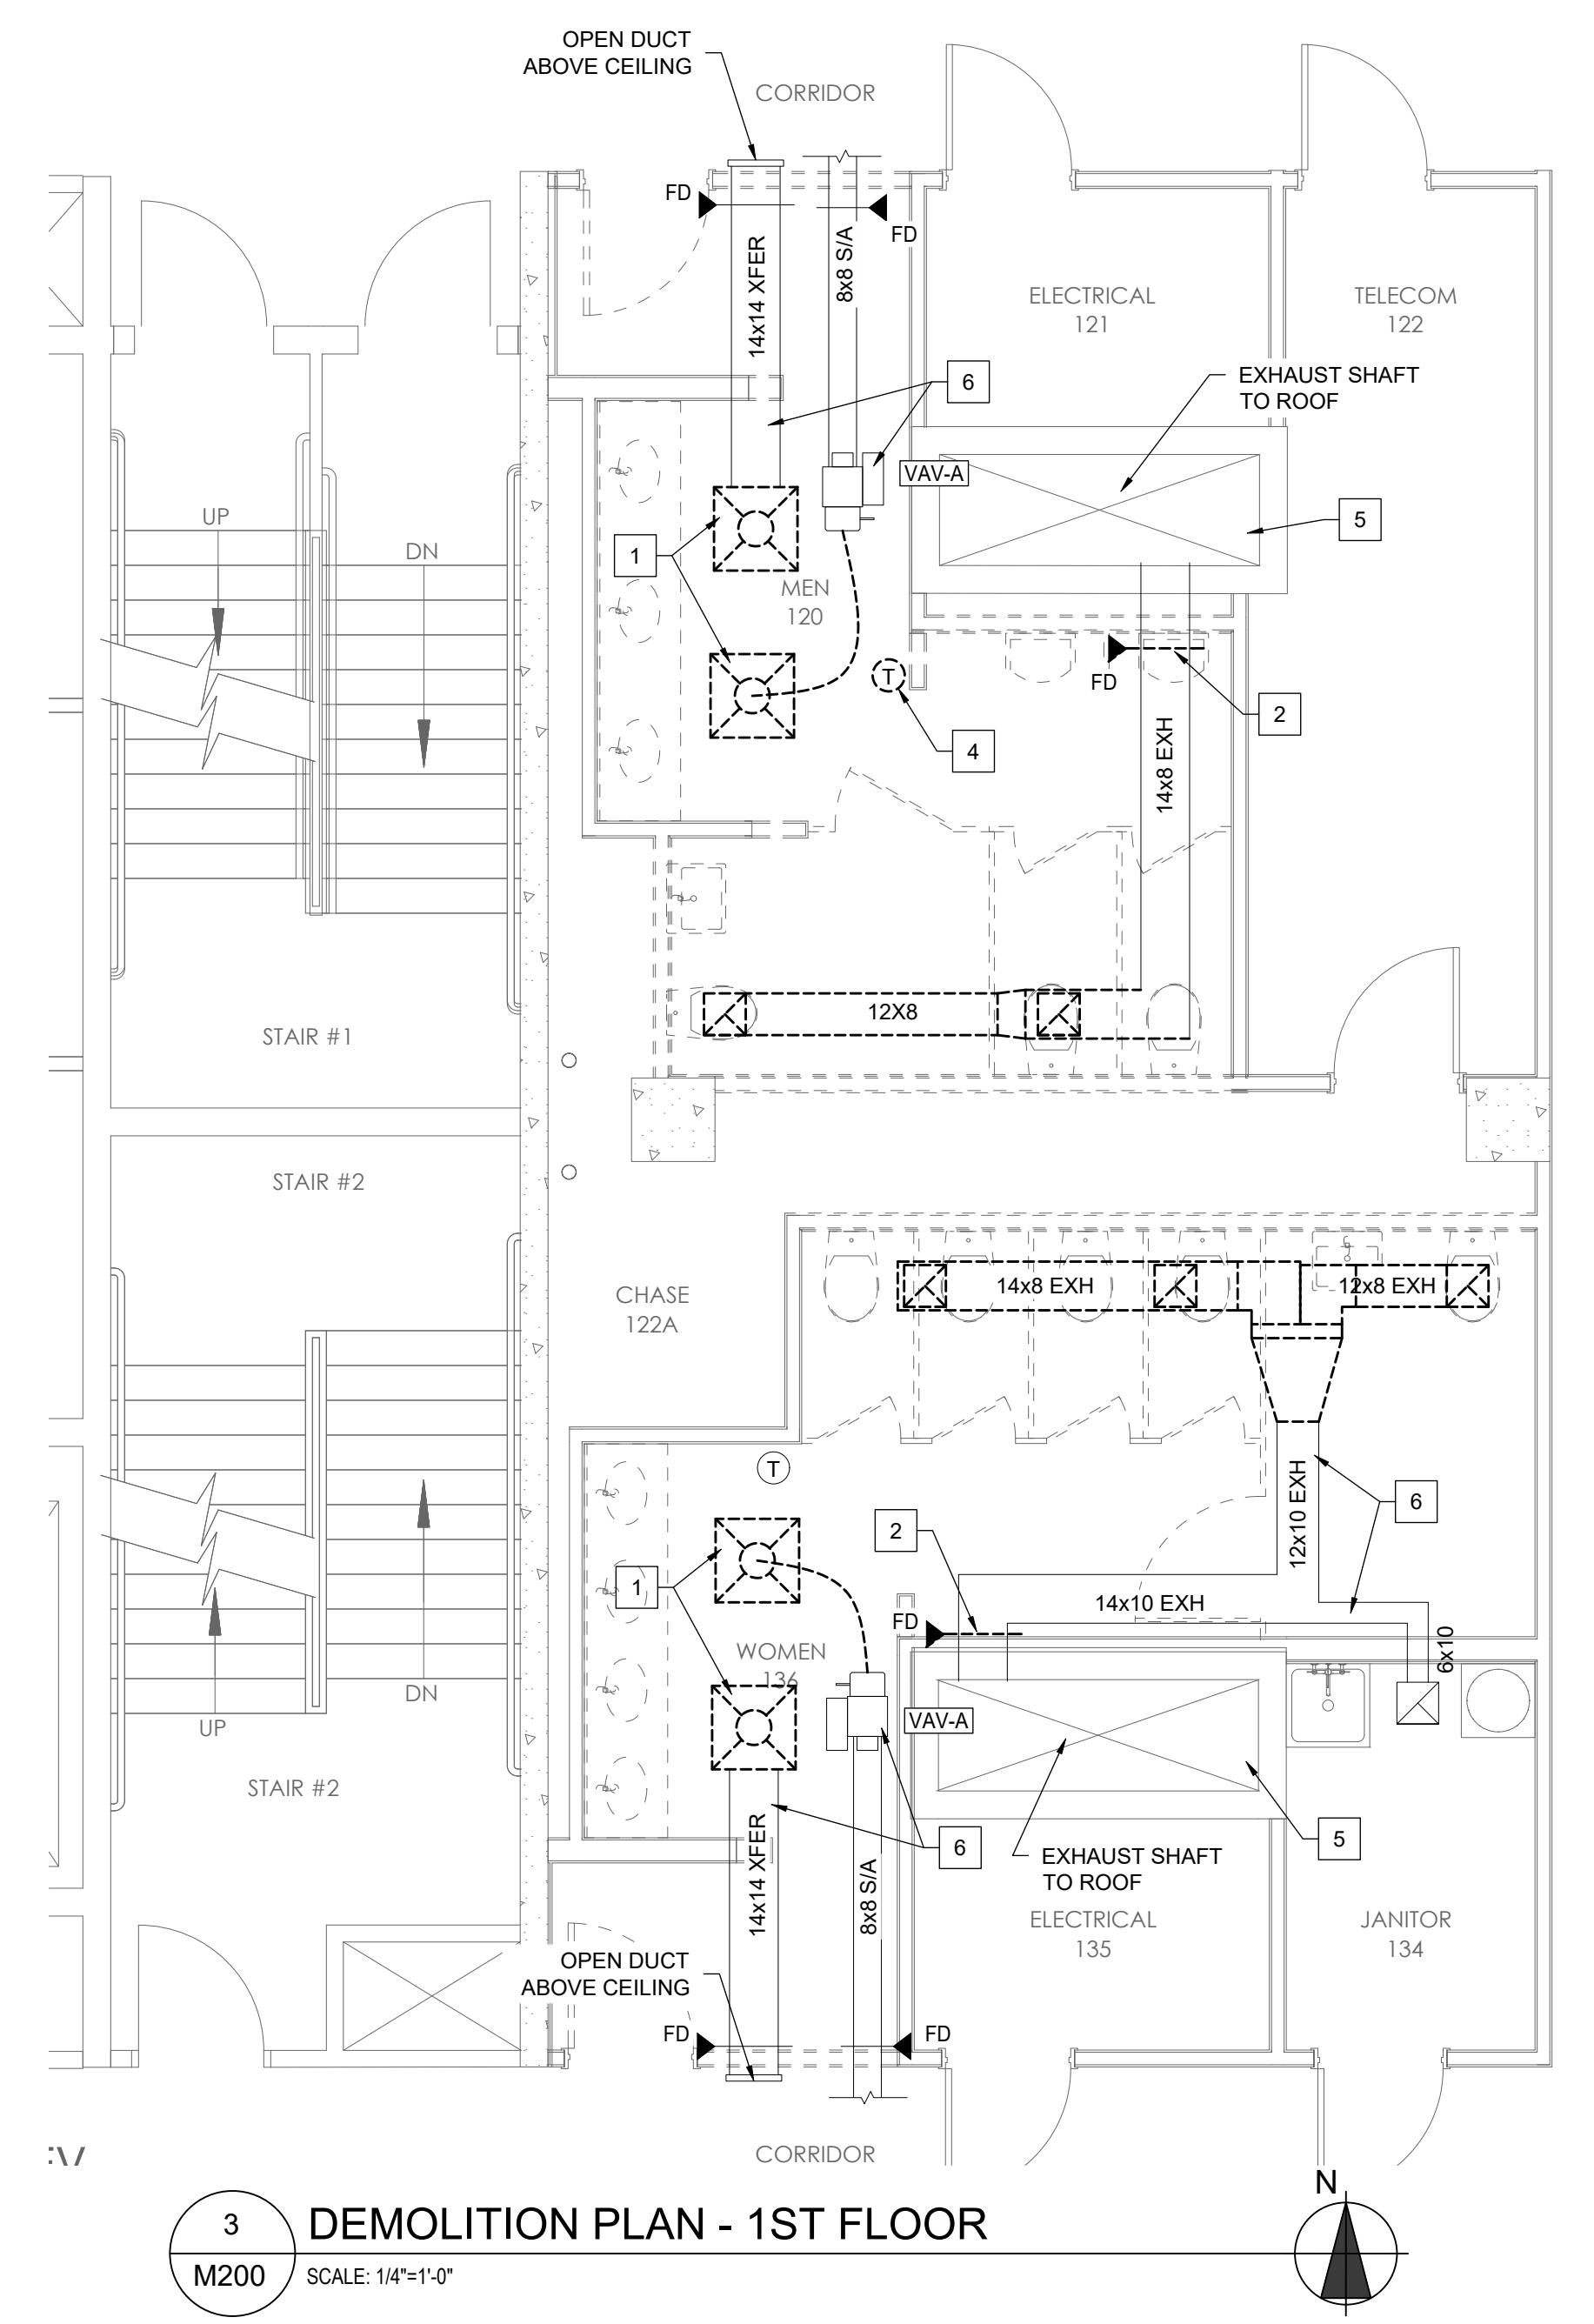 OPEN DUCT
ABOVE CEILING
CORRIDOR
FD
FD
14x14 XFER
8x8 S/A
ELECTRICAL
121
TELECOM
122
EXHAUST SHAFT
TO ROOF
6
VAV-A
5
UP
DN
1
MEN
120
T
FD
2
4
14x8 EXH
12X8
STAIR #1
STAIR #2
CHASE
122A
14x8 EXH
12x8 EXH
T
2
6
12x10 EXH
1
14x10 EXH
FD
WOMEN
136
6x10
DN
UP
VAV-A
STAIR #2
14x14 XFER
8x8 S/A
6
5
EXHAUST SHAFT
TO ROOF
ELECTRICAL
135
JANITOR
134
OPEN DUCT
ABOVE CEILING
FD
FD
CORRIDOR
N
3
DEMOLITION PLAN - 1ST FLOOR
M200
SCALE: 1/4"=1'-0"